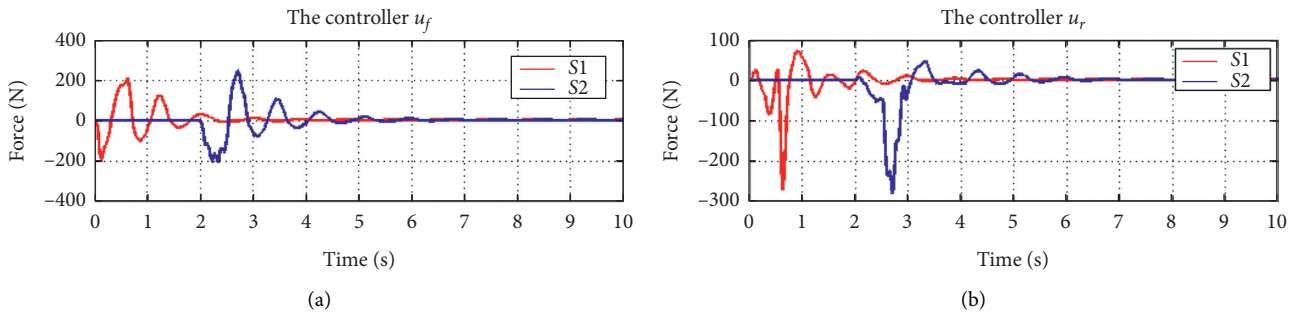 The controller u_f
400
200
0
−200
−400
Force (N)
S1
S2
0 1 2 3 4 5 6 7 8 9 10
Time (s)
(a)
The controller u_r
100
0
−100
−200
−300
Force (N)
S1
S2
0 1 2 3 4 5 6 7 8 9 10
Time (s)
(b)